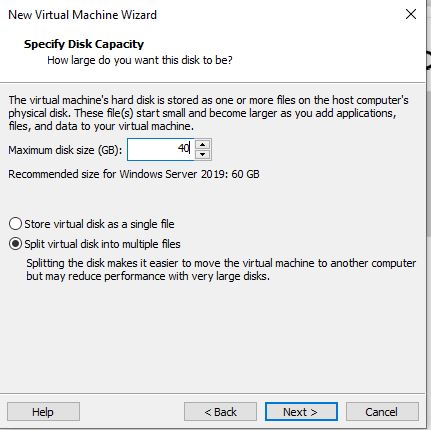 New Virtual Machine Wizard
Specify Disk Capacity
How large do you want this disk to be?
The virtual machine's hard disk is stored as one or more files on the host computer's
physical disk. These file(s) start small and become larger as you add applications,
files, and data to your virtual machine.
Maximum disk size (GB): 40
Recommended size for Windows Server 2019: 60 GB
Store virtual disk as a single file
Split virtual disk into multiple files
Splitting the disk makes it easier to move the virtual machine to another computer
but may reduce performance with very large disks.
Help < Back Next > Cancel